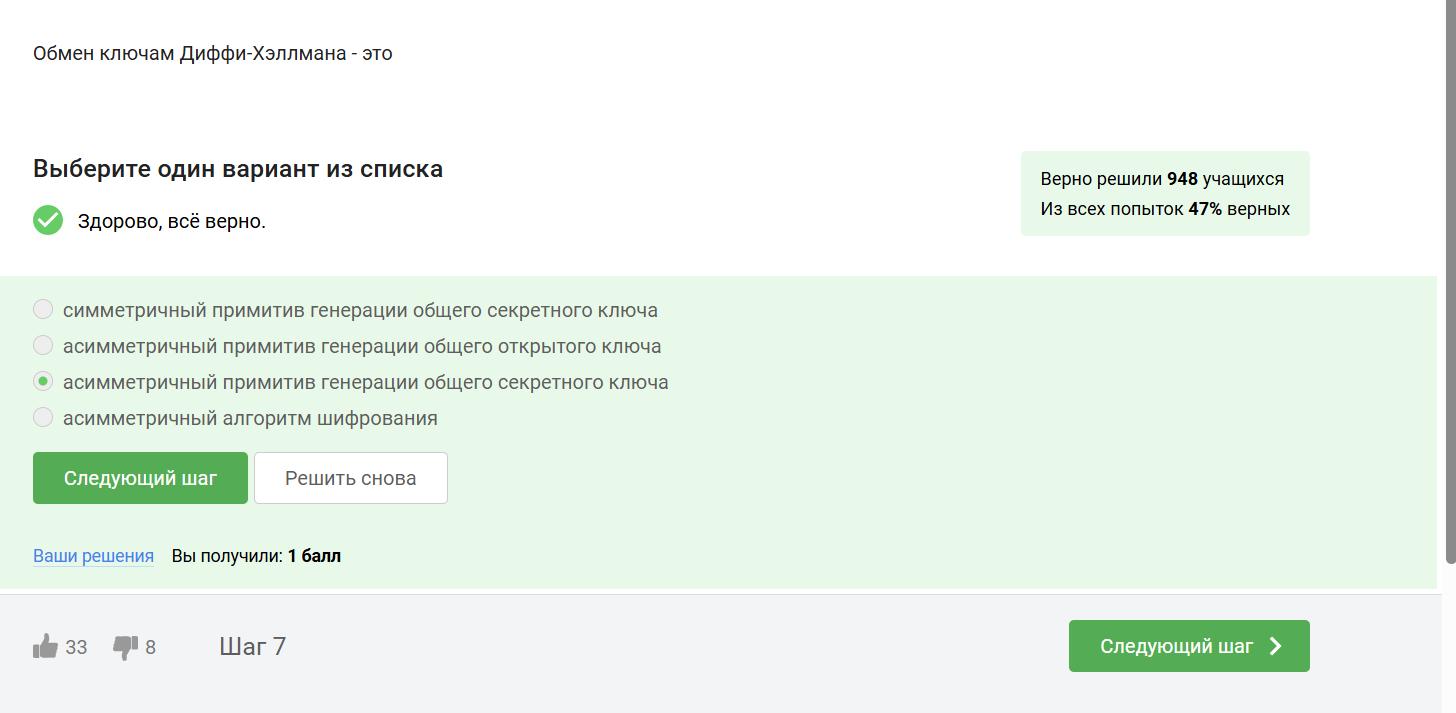 Обмен ключам Диффи-Хэллмана - это
Выберите один вариант из списка
Здорово, всё верно.
Верно решили 948 учащихся
Из всех попыток 47% верных
симметричный примитив генерации общего секретного ключа
асимметричный примитив генерации общего открытого ключа
асимметричный примитив генерации общего секретного ключа
асимметричный алгоритм шифрования
Следующий шаг
Решить снова
Ваши решения Вы получили: 1 балл
33 8 Шаг 7 Следующий шаг